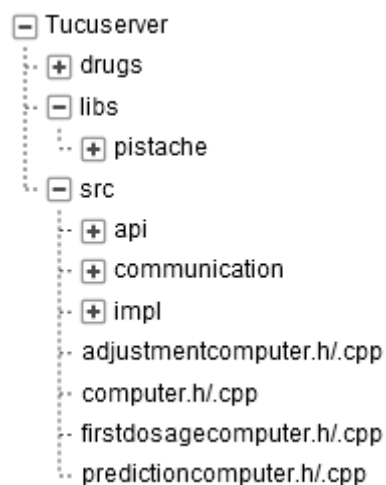 Tucuserver
drugs
libs
pistache
src
api
communication
impl
adjustmentcomputer.h/.cpp
computer.h/.cpp
firstdosagecomputer.h/.cpp
predictioncomputer.h/.cpp